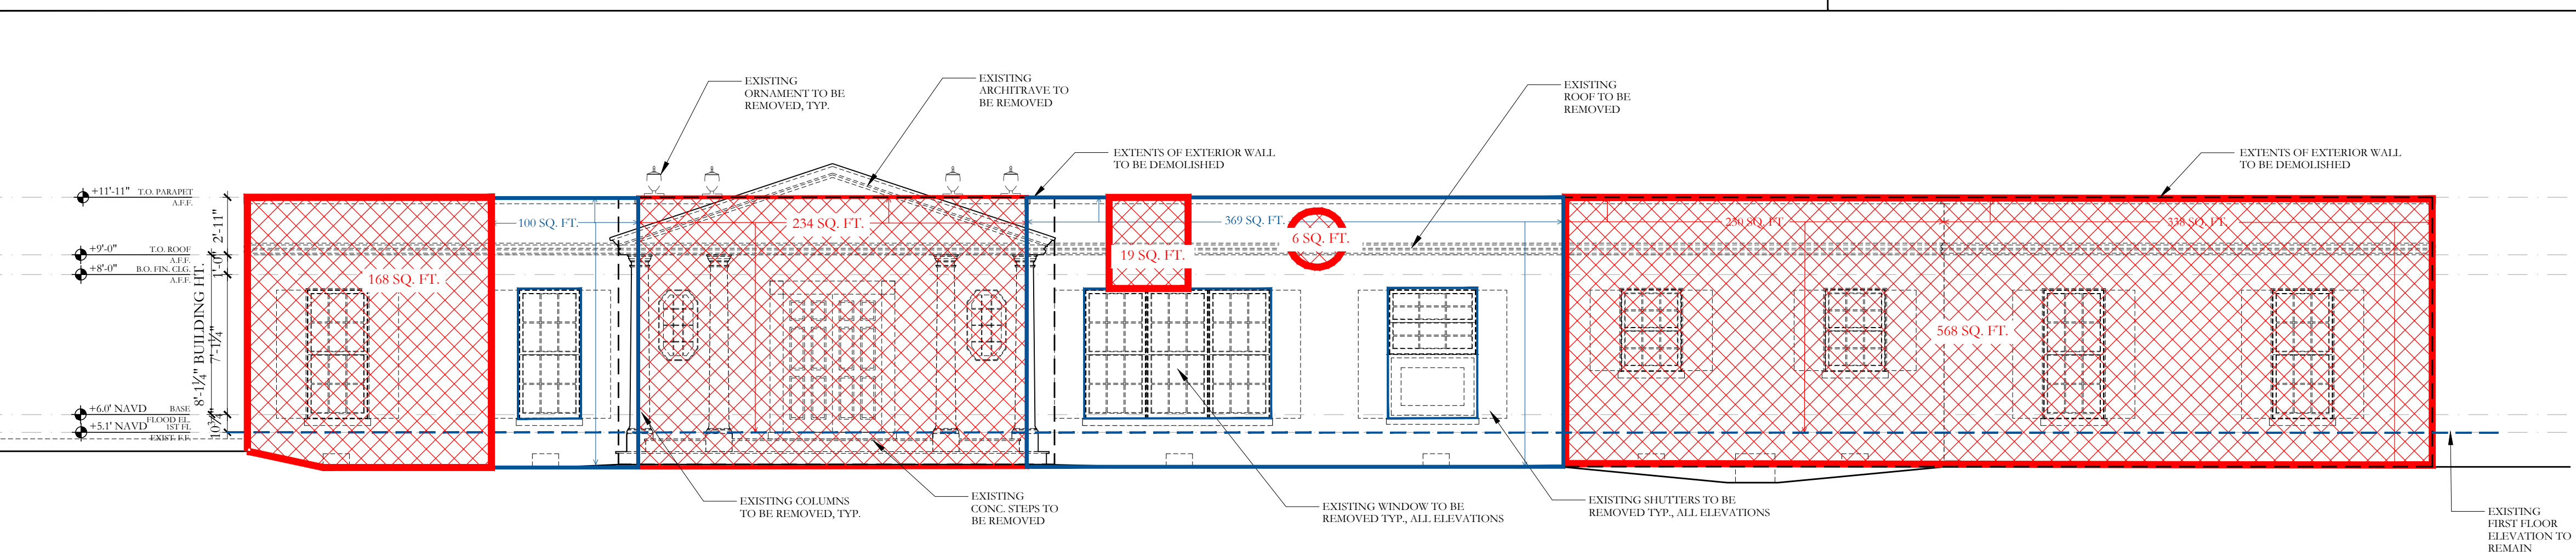 EXISTING
ORNAMENT TO BE
REMOVED, TYP.
EXISTING
ARCHITRAVE TO
BE REMOVED
EXISTING
ROOF TO BE
REMOVED
EXTENTS OF EXTERIOR WALL
TO BE DEMOLISHED
EXTENTS OF EXTERIOR WALL
TO BE DEMOLISHED
+11'-11" T.O. PARAPET
A.F.F.
2'-11"
+9'-0" T.O. ROOF
A.F.F.
1'-0"
+8'-0" B.O. FIN. CLG.
A.F.F.
8'-1¼" BUILDING HT.
7'-1¼"
+6.0' NAVD BASE
FLOOD EL.
10¾"
+5.1' NAVD 1ST FL
EXIST. F.F.
100 SQ. FT.
234 SQ. FT.
369 SQ. FT.
230 SQ. FT.
338 SQ. FT.
6 SQ. FT.
19 SQ. FT.
168 SQ. FT.
568 SQ. FT.
EXISTING COLUMNS
TO BE REMOVED, TYP.
EXISTING
CONC. STEPS TO
BE REMOVED
EXISTING WINDOW TO BE
REMOVED TYP., ALL ELEVATIONS
EXISTING SHUTTERS TO BE
REMOVED TYP., ALL ELEVATIONS
EXISTING
FIRST FLOOR
ELEVATION TO
REMAIN